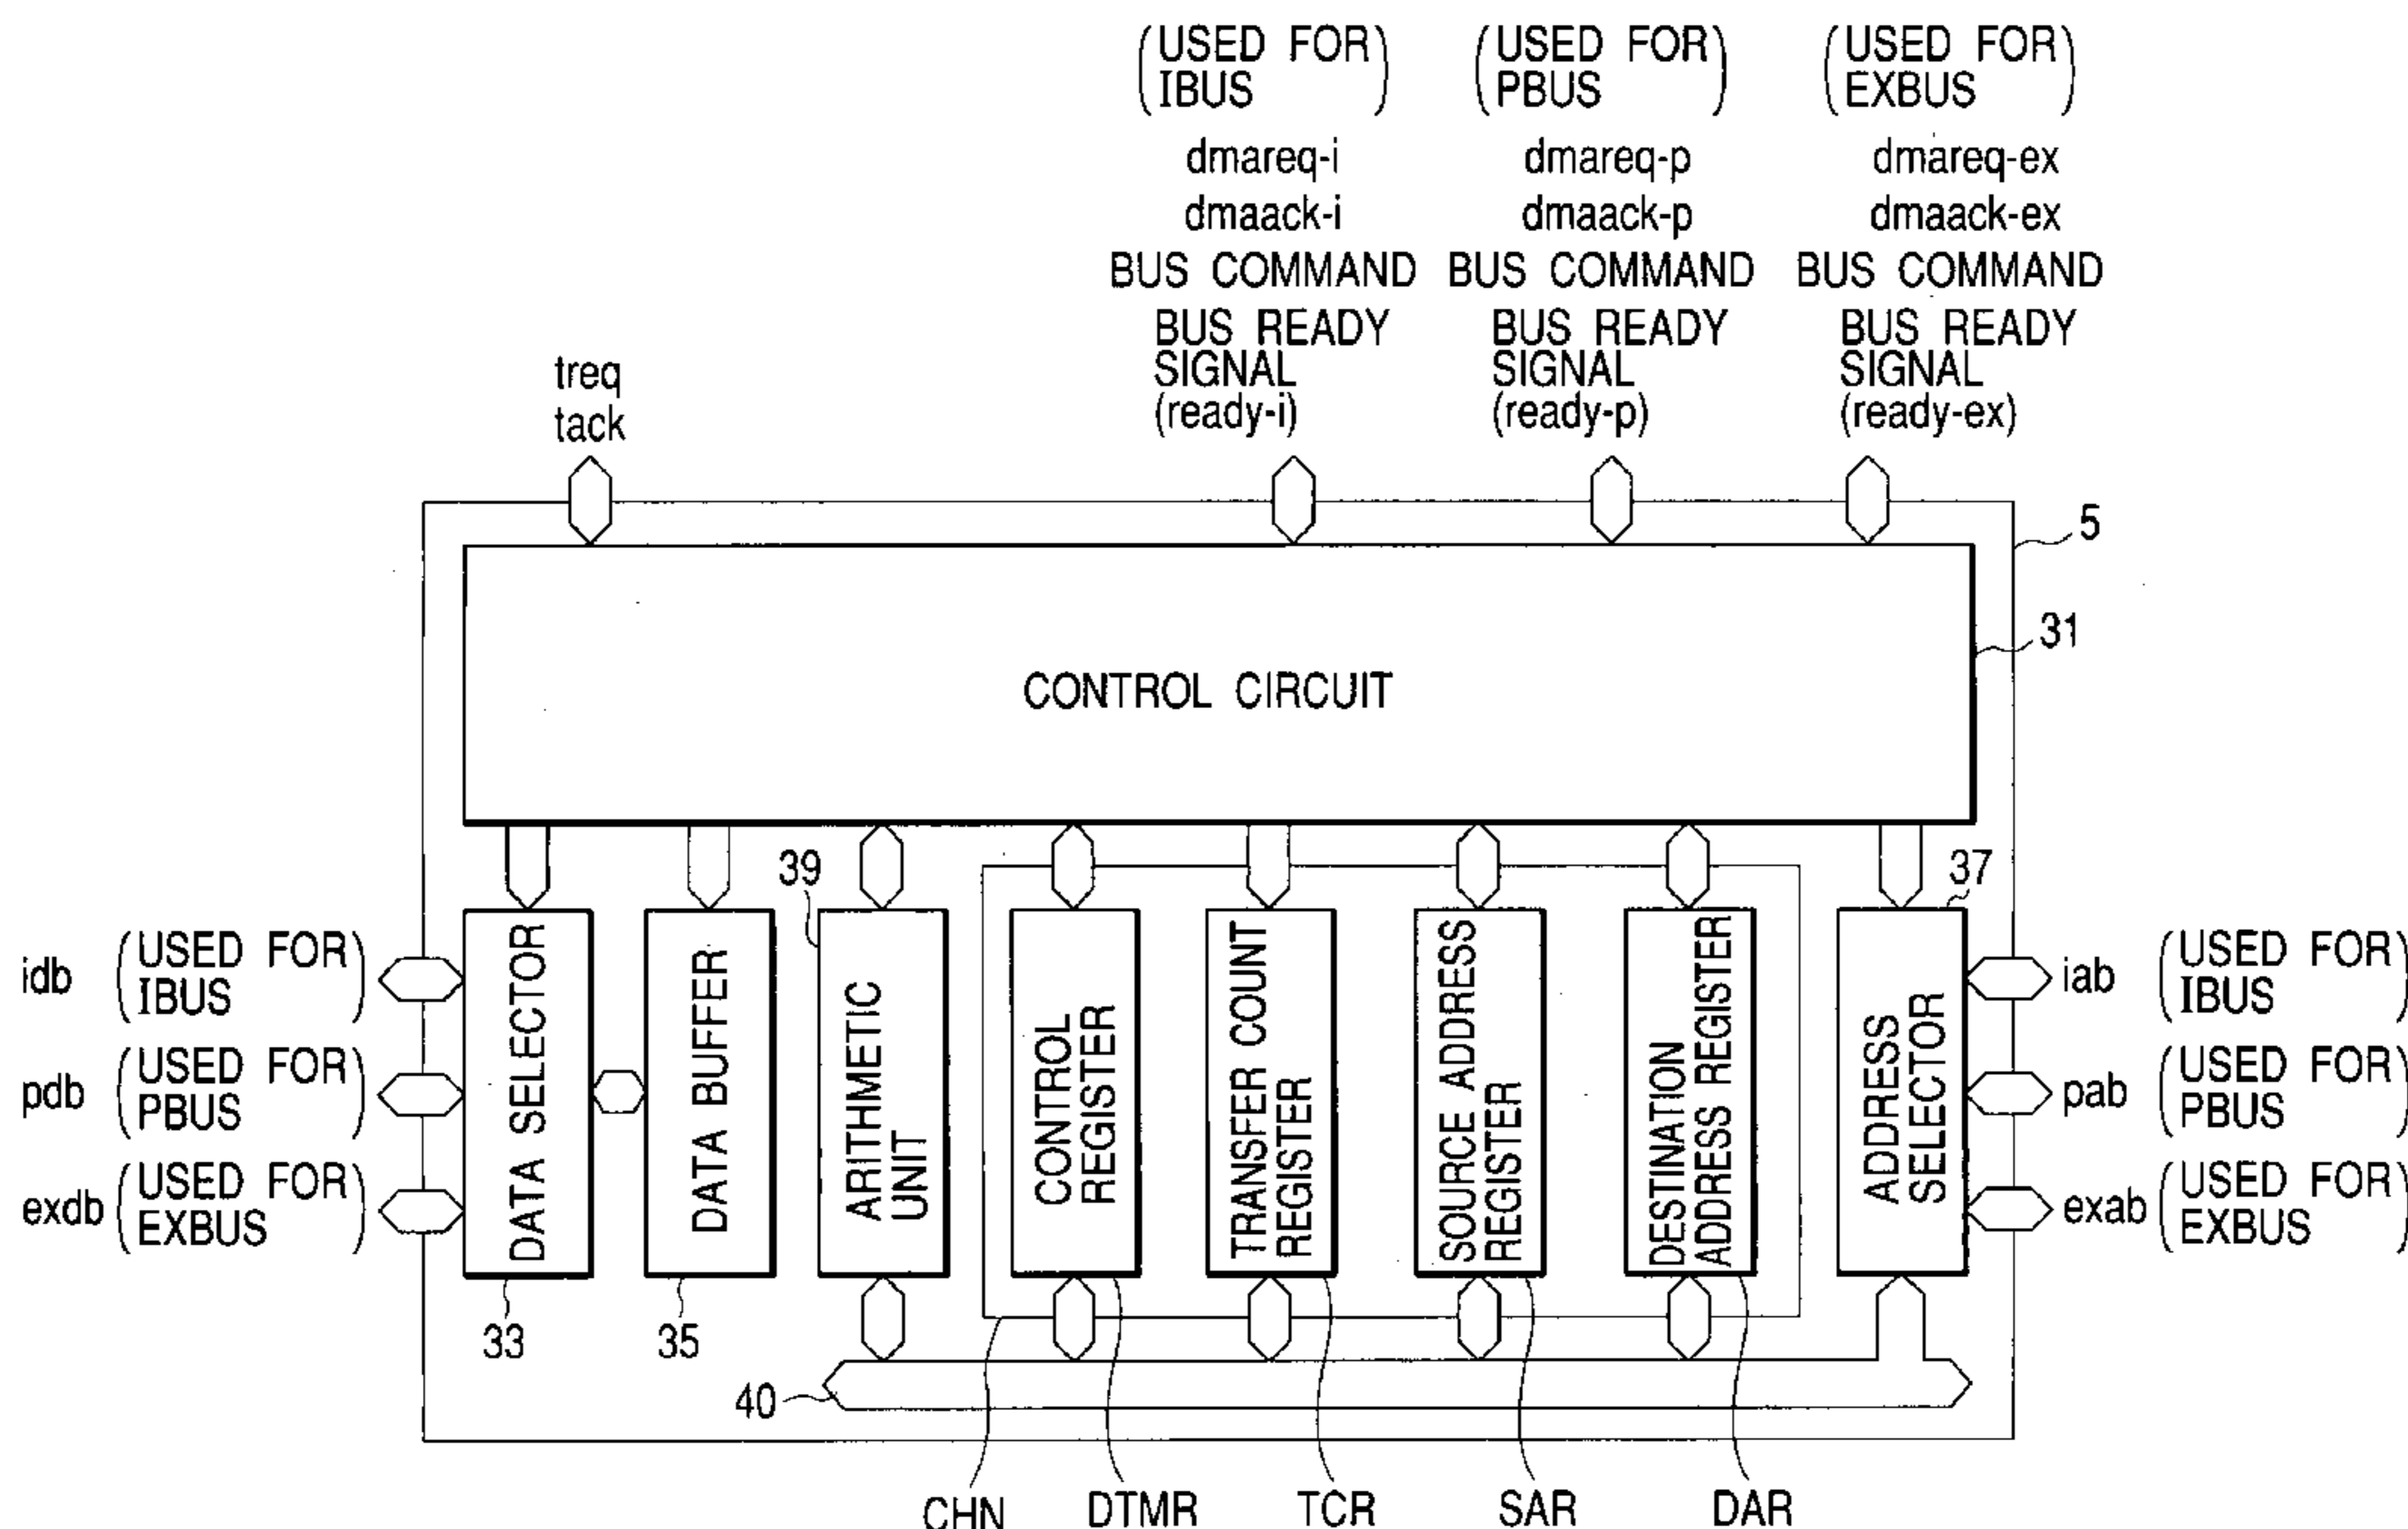 (USED FOR IBUS)
(USED FOR PBUS)
(USED FOR EXBUS)
dmareq-i
dmareq-p
dmareq-ex
dmaack-i
dmaack-p
dmaack-ex
BUS COMMAND
BUS COMMAND
BUS COMMAND
BUS READY
SIGNAL
(ready-i)
BUS READY
SIGNAL
(ready-p)
BUS READY
SIGNAL
(ready-ex)
treq
tack
5
31
CONTROL CIRCUIT
39
37
idb (USED FOR IBUS)
pdb (USED FOR PBUS)
exdb (USED FOR EXBUS)
DATA SELECTOR
DATA BUFFER
ARITHMETIC
UNIT
CONTROL
REGISTER
TRANSFER COUNT
REGISTER
SOURCE ADDRESS
REGISTER
DESTINATION
ADDRESS REGISTER
ADDRESS
SELECTOR
iab (USED FOR IBUS)
pab (USED FOR PBUS)
exab (USED FOR EXBUS)
33
35
40
CHN
DTMR
TCR
SAR
DAR